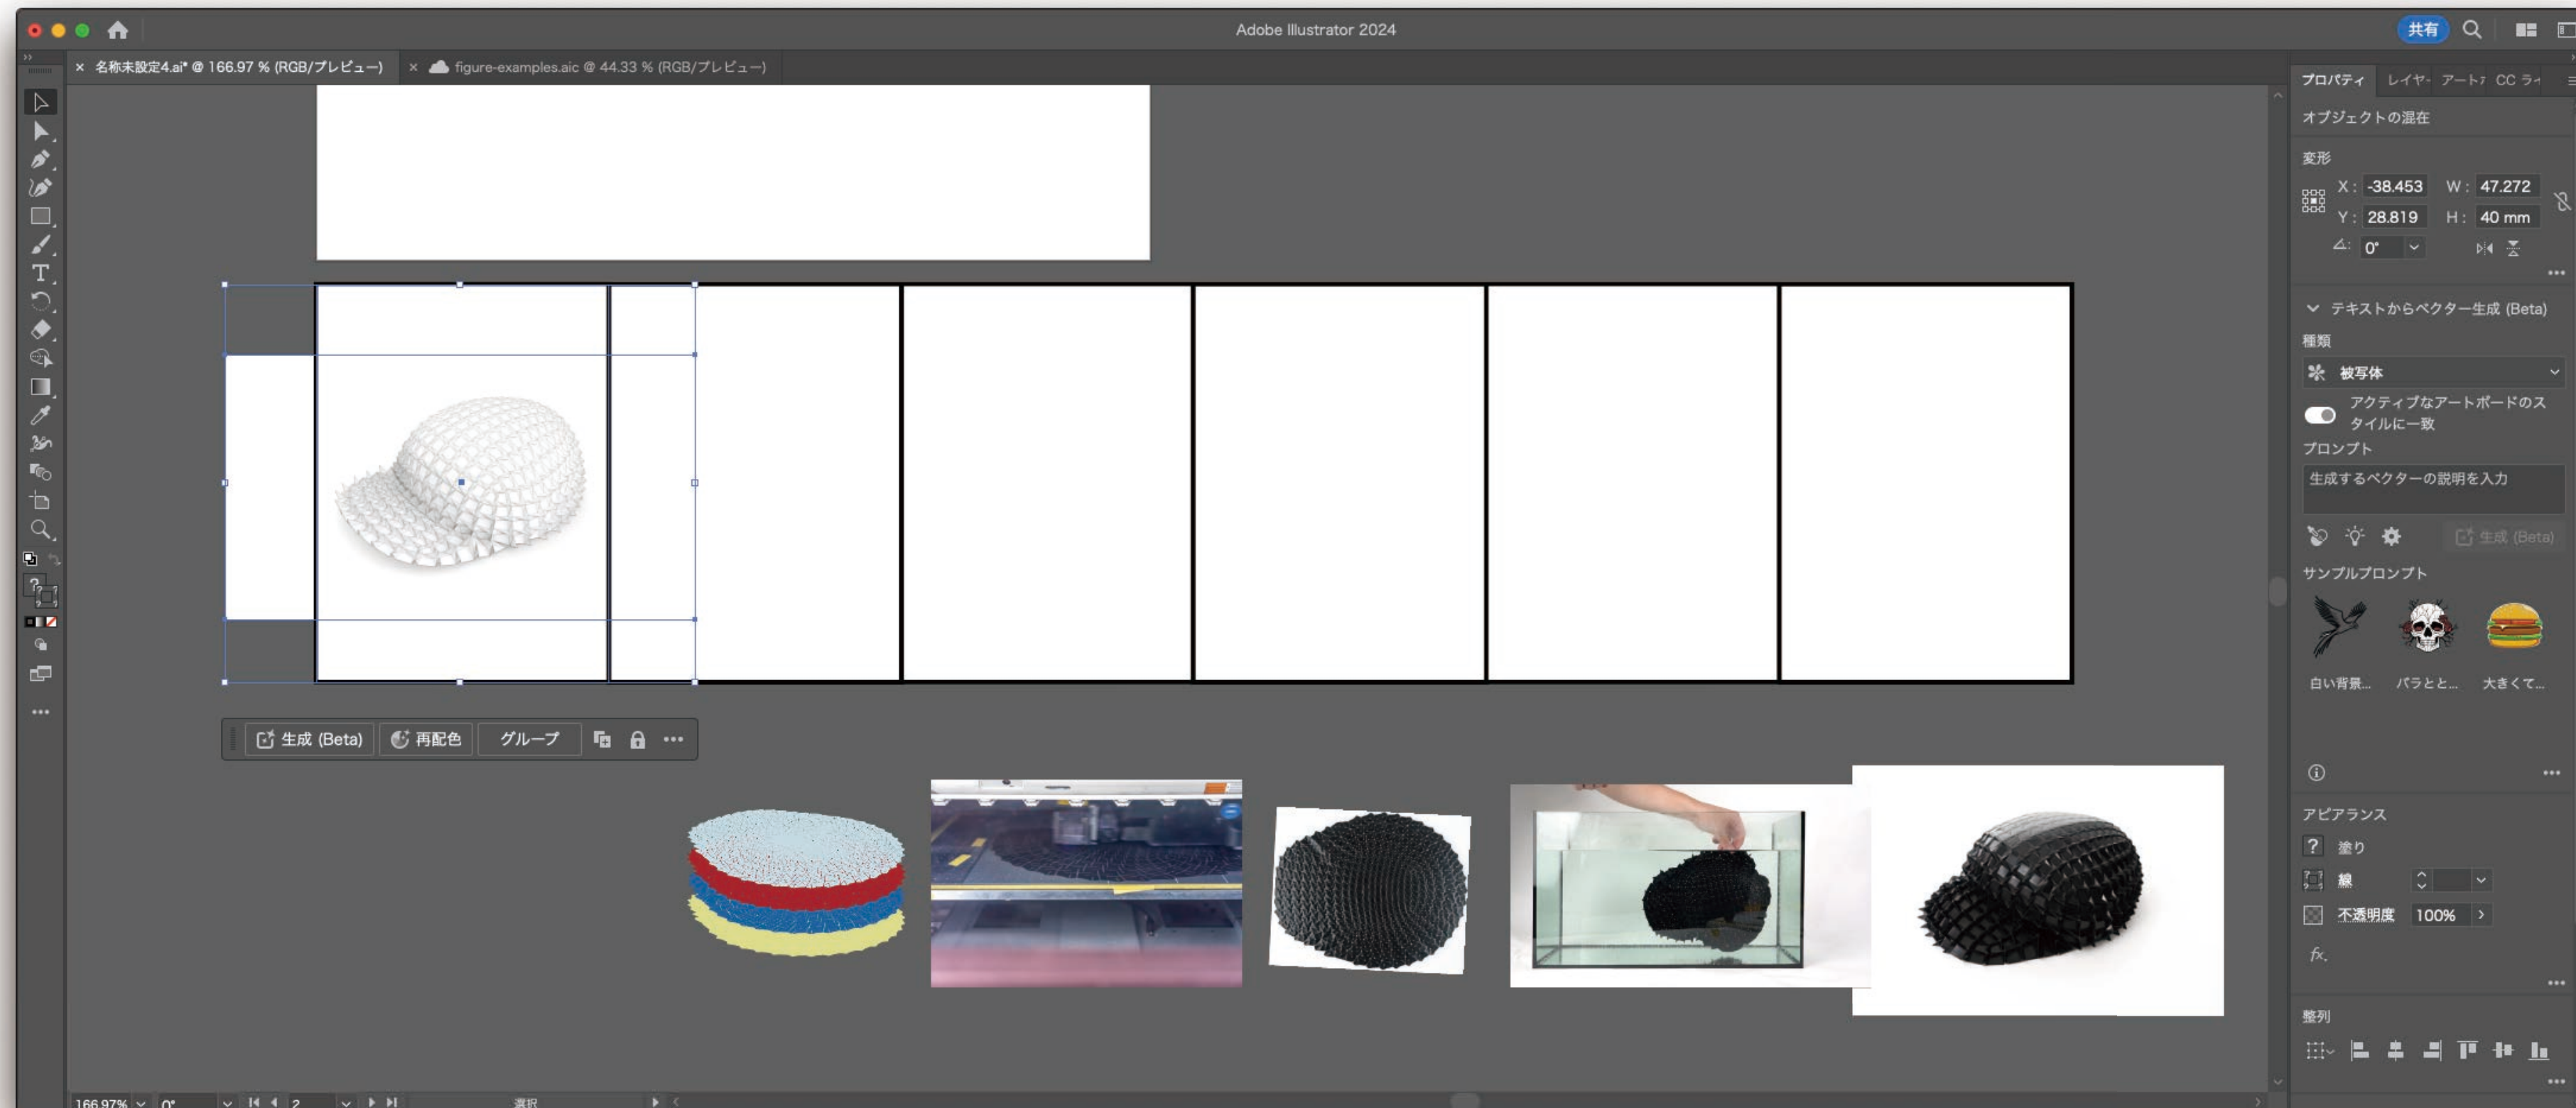 Adobe Illustrator 2024
共有
× 名称未設定4.ai* @ 166.97 % (RGB/プレビュー)
× figure-examples.aic @ 44.33 % (RGB/プレビュー)
プロパティ レイヤー アート CC ラ
オブジェクトの混在
変形
X: -38.453 W: 47.272
Y: 28.819 H: 40 mm
0°
テキストからベクター生成 (Beta)
種類
被写体
アクティブなアートボードのス
タイルに一致
プロンプト
生成するベクターの説明を入力
生成 (Beta)
サンプルプロンプト
白い背景... バラとと... 大きくて...
生成 (Beta) 再配色 グループ
アピアランス
? 塗り
線
不透明度 100%
fx.
整列
166.97% 0° 2 選択